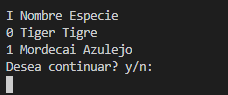 I Nombre Especie
0 Tiger Tigre
1 Mordecai Azulejo
Desea continuar? y/n: